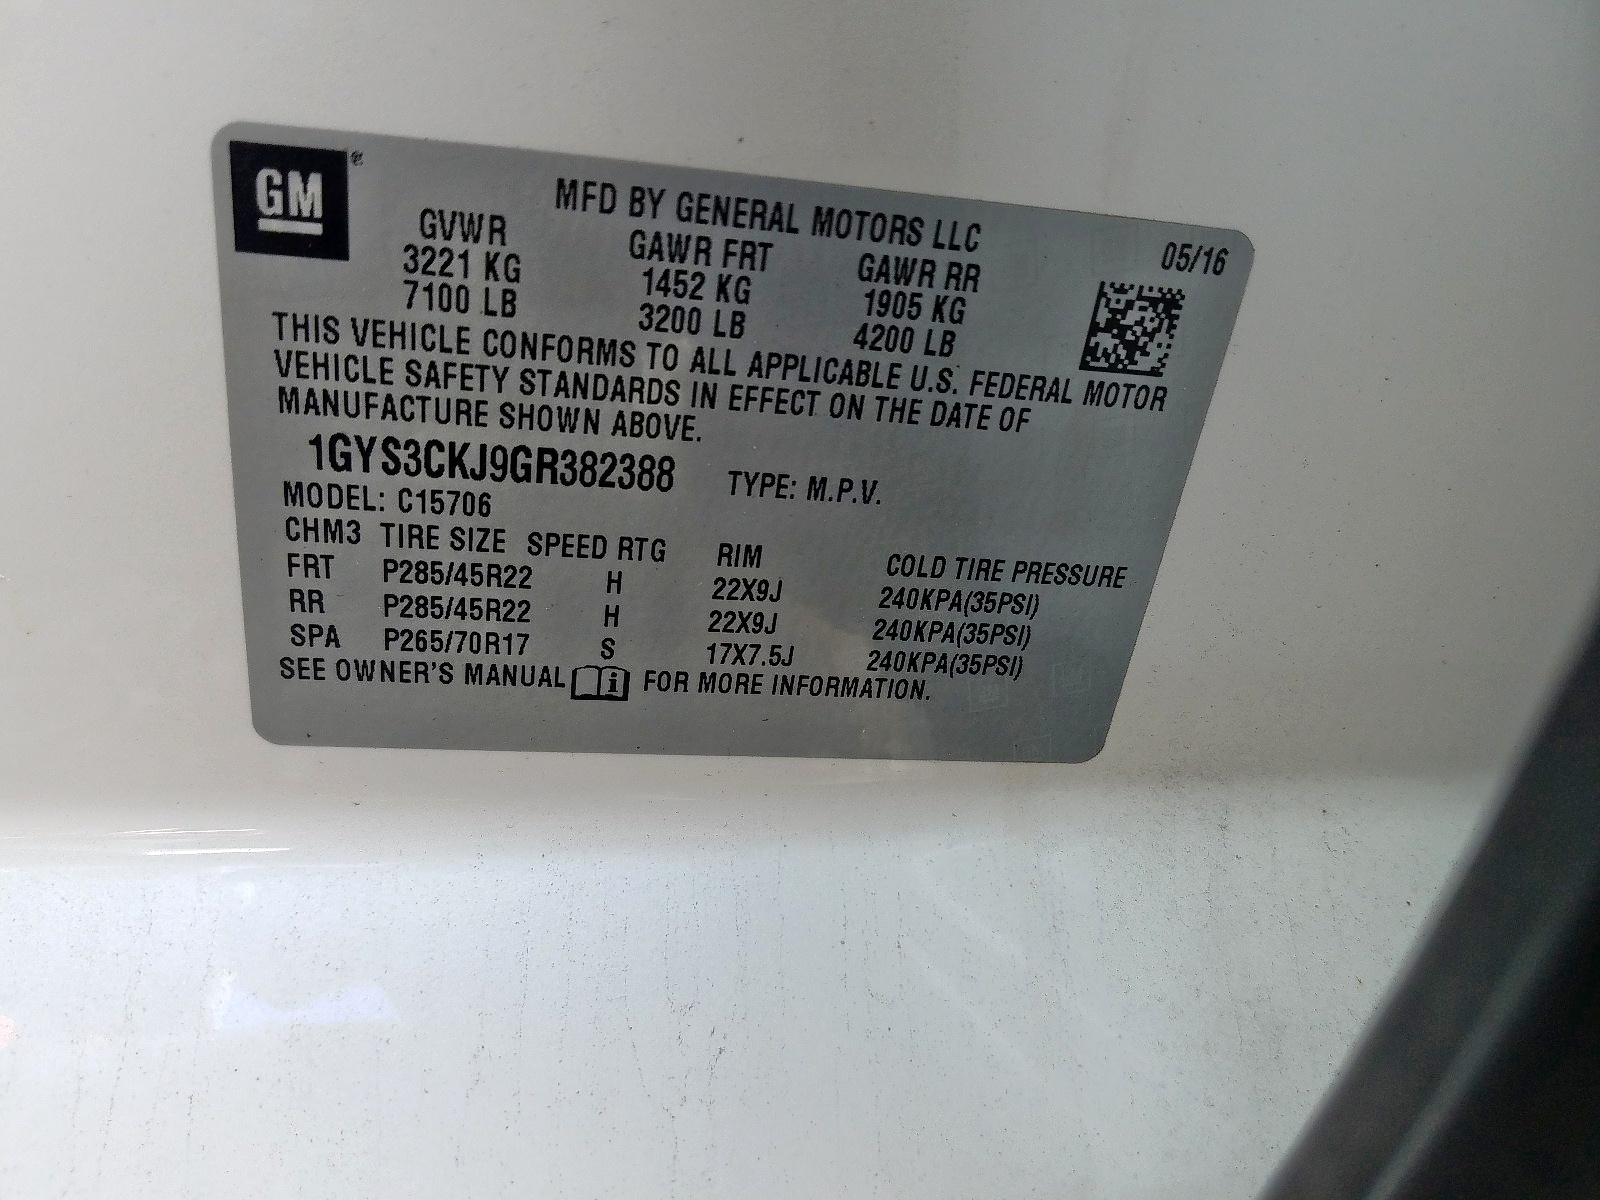 GM®
MFD BY GENERAL MOTORS LLC
05/16
GVWR GAWR FRT GAWR RR
3221 KG 1452 KG 1905 KG
7100 LB 3200 LB 4200 LB
THIS VEHICLE CONFORMS TO ALL APPLICABLE U.S. FEDERAL MOTOR
VEHICLE SAFETY STANDARDS IN EFFECT ON THE DATE OF
MANUFACTURE SHOWN ABOVE.
1GYS3CKJ9GR382388 TYPE: M.P.V.
MODEL: C15706
CHM3 TIRE SIZE SPEED RTG RIM COLD TIRE PRESSURE
FRT P285/45R22 H 22X9J 240KPA(35PSI)
RR P285/45R22 H 22X9J 240KPA(35PSI)
SPA P265/70R17 S 17X7.5J 240KPA(35PSI)
SEE OWNER'S MANUAL i FOR MORE INFORMATION.